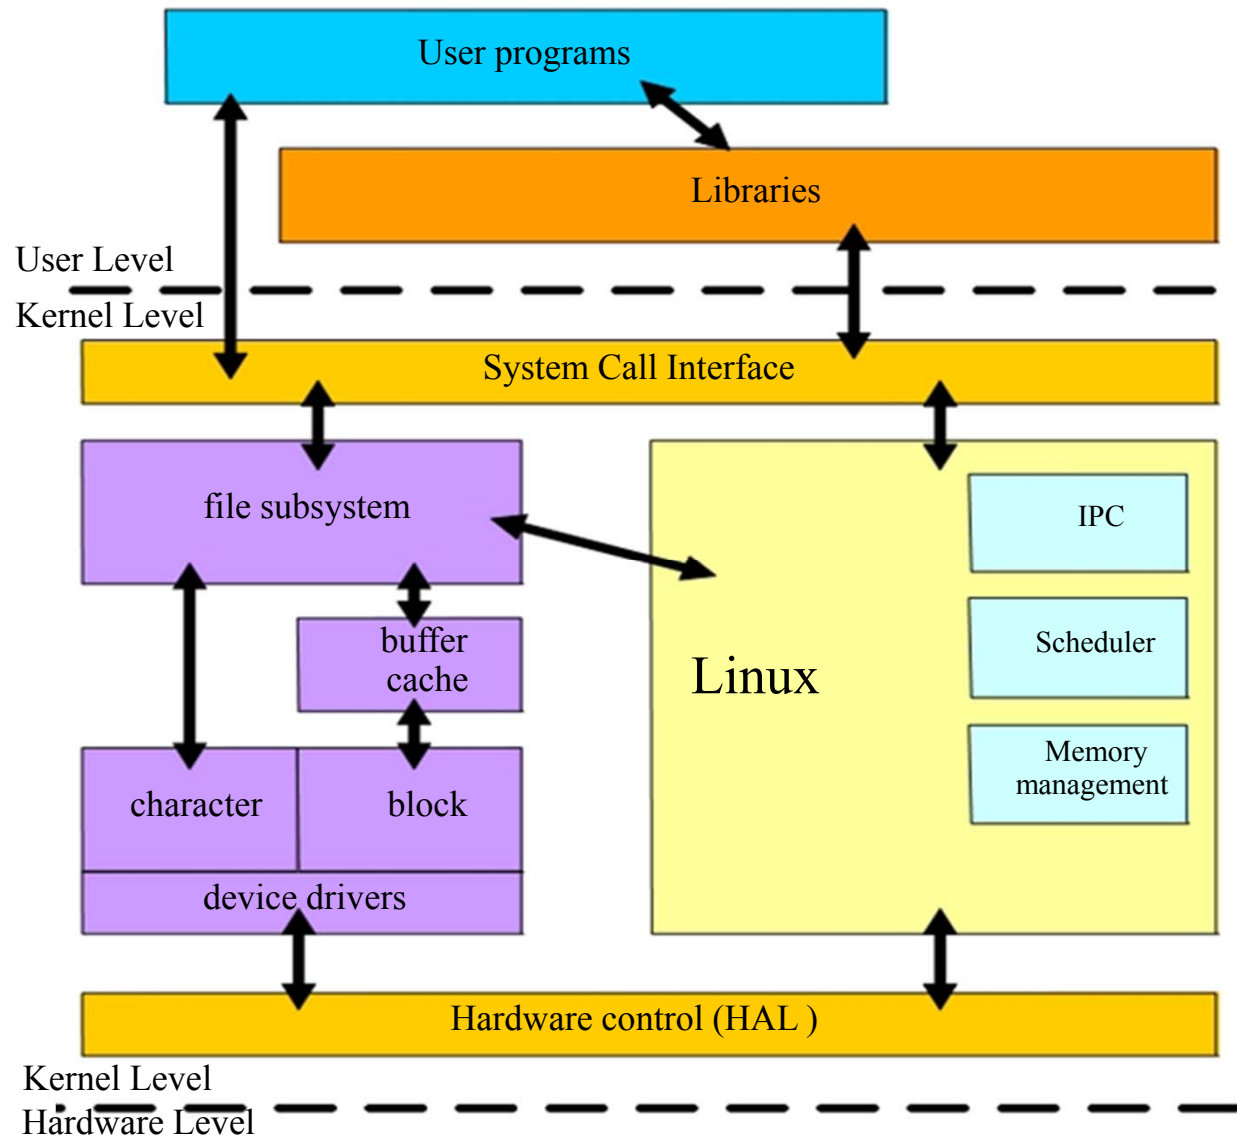 User programs
Libraries
User Level
Kernel Level
System Call Interface
file subsystem
IPC
buffer
cache
Scheduler
Linux
Memory
management
character
block
device drivers
Hardware control (HAL )
Kernel Level
Hardware Level